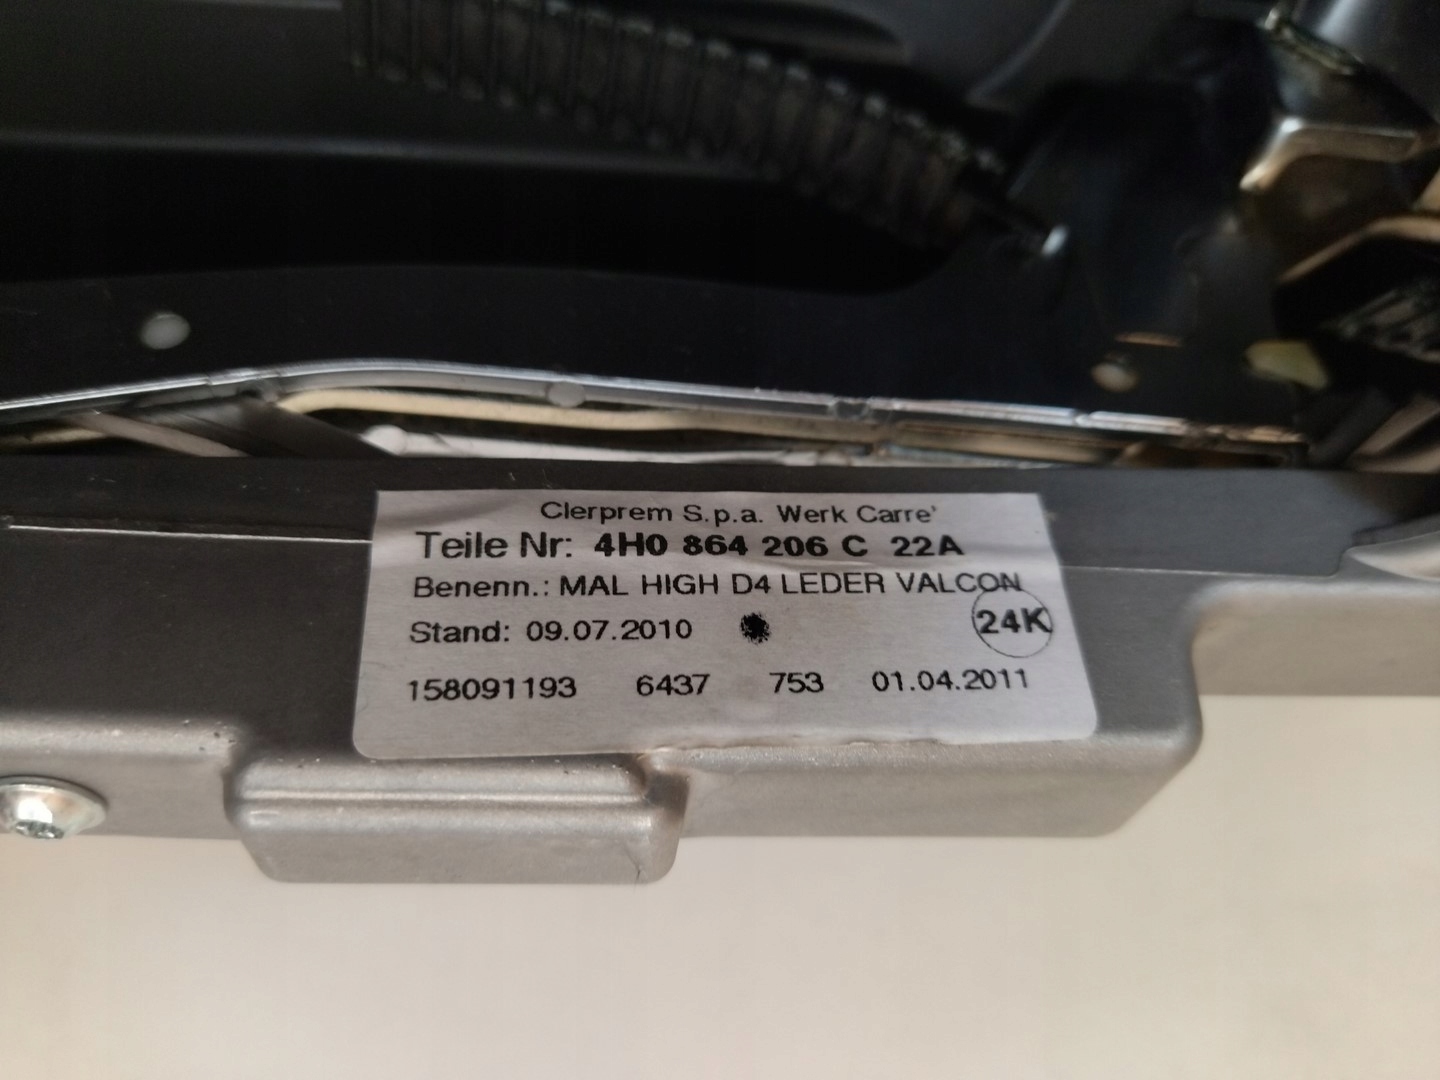 Clerprem S.p.a. Werk Carre'
Teile Nr: 4H0 864 206 C 22A
Benenn.: MAL HIGH D4 LEDER VALCON
Stand: 09.07.2010
24K
158091193 6437 753 01.04.2011